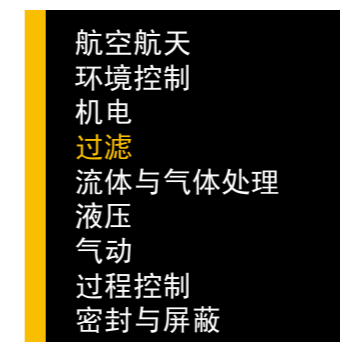 航空航天
环境控制
机电
过滤
流体与气体处理
液压
气动
过程控制
密封与屏蔽